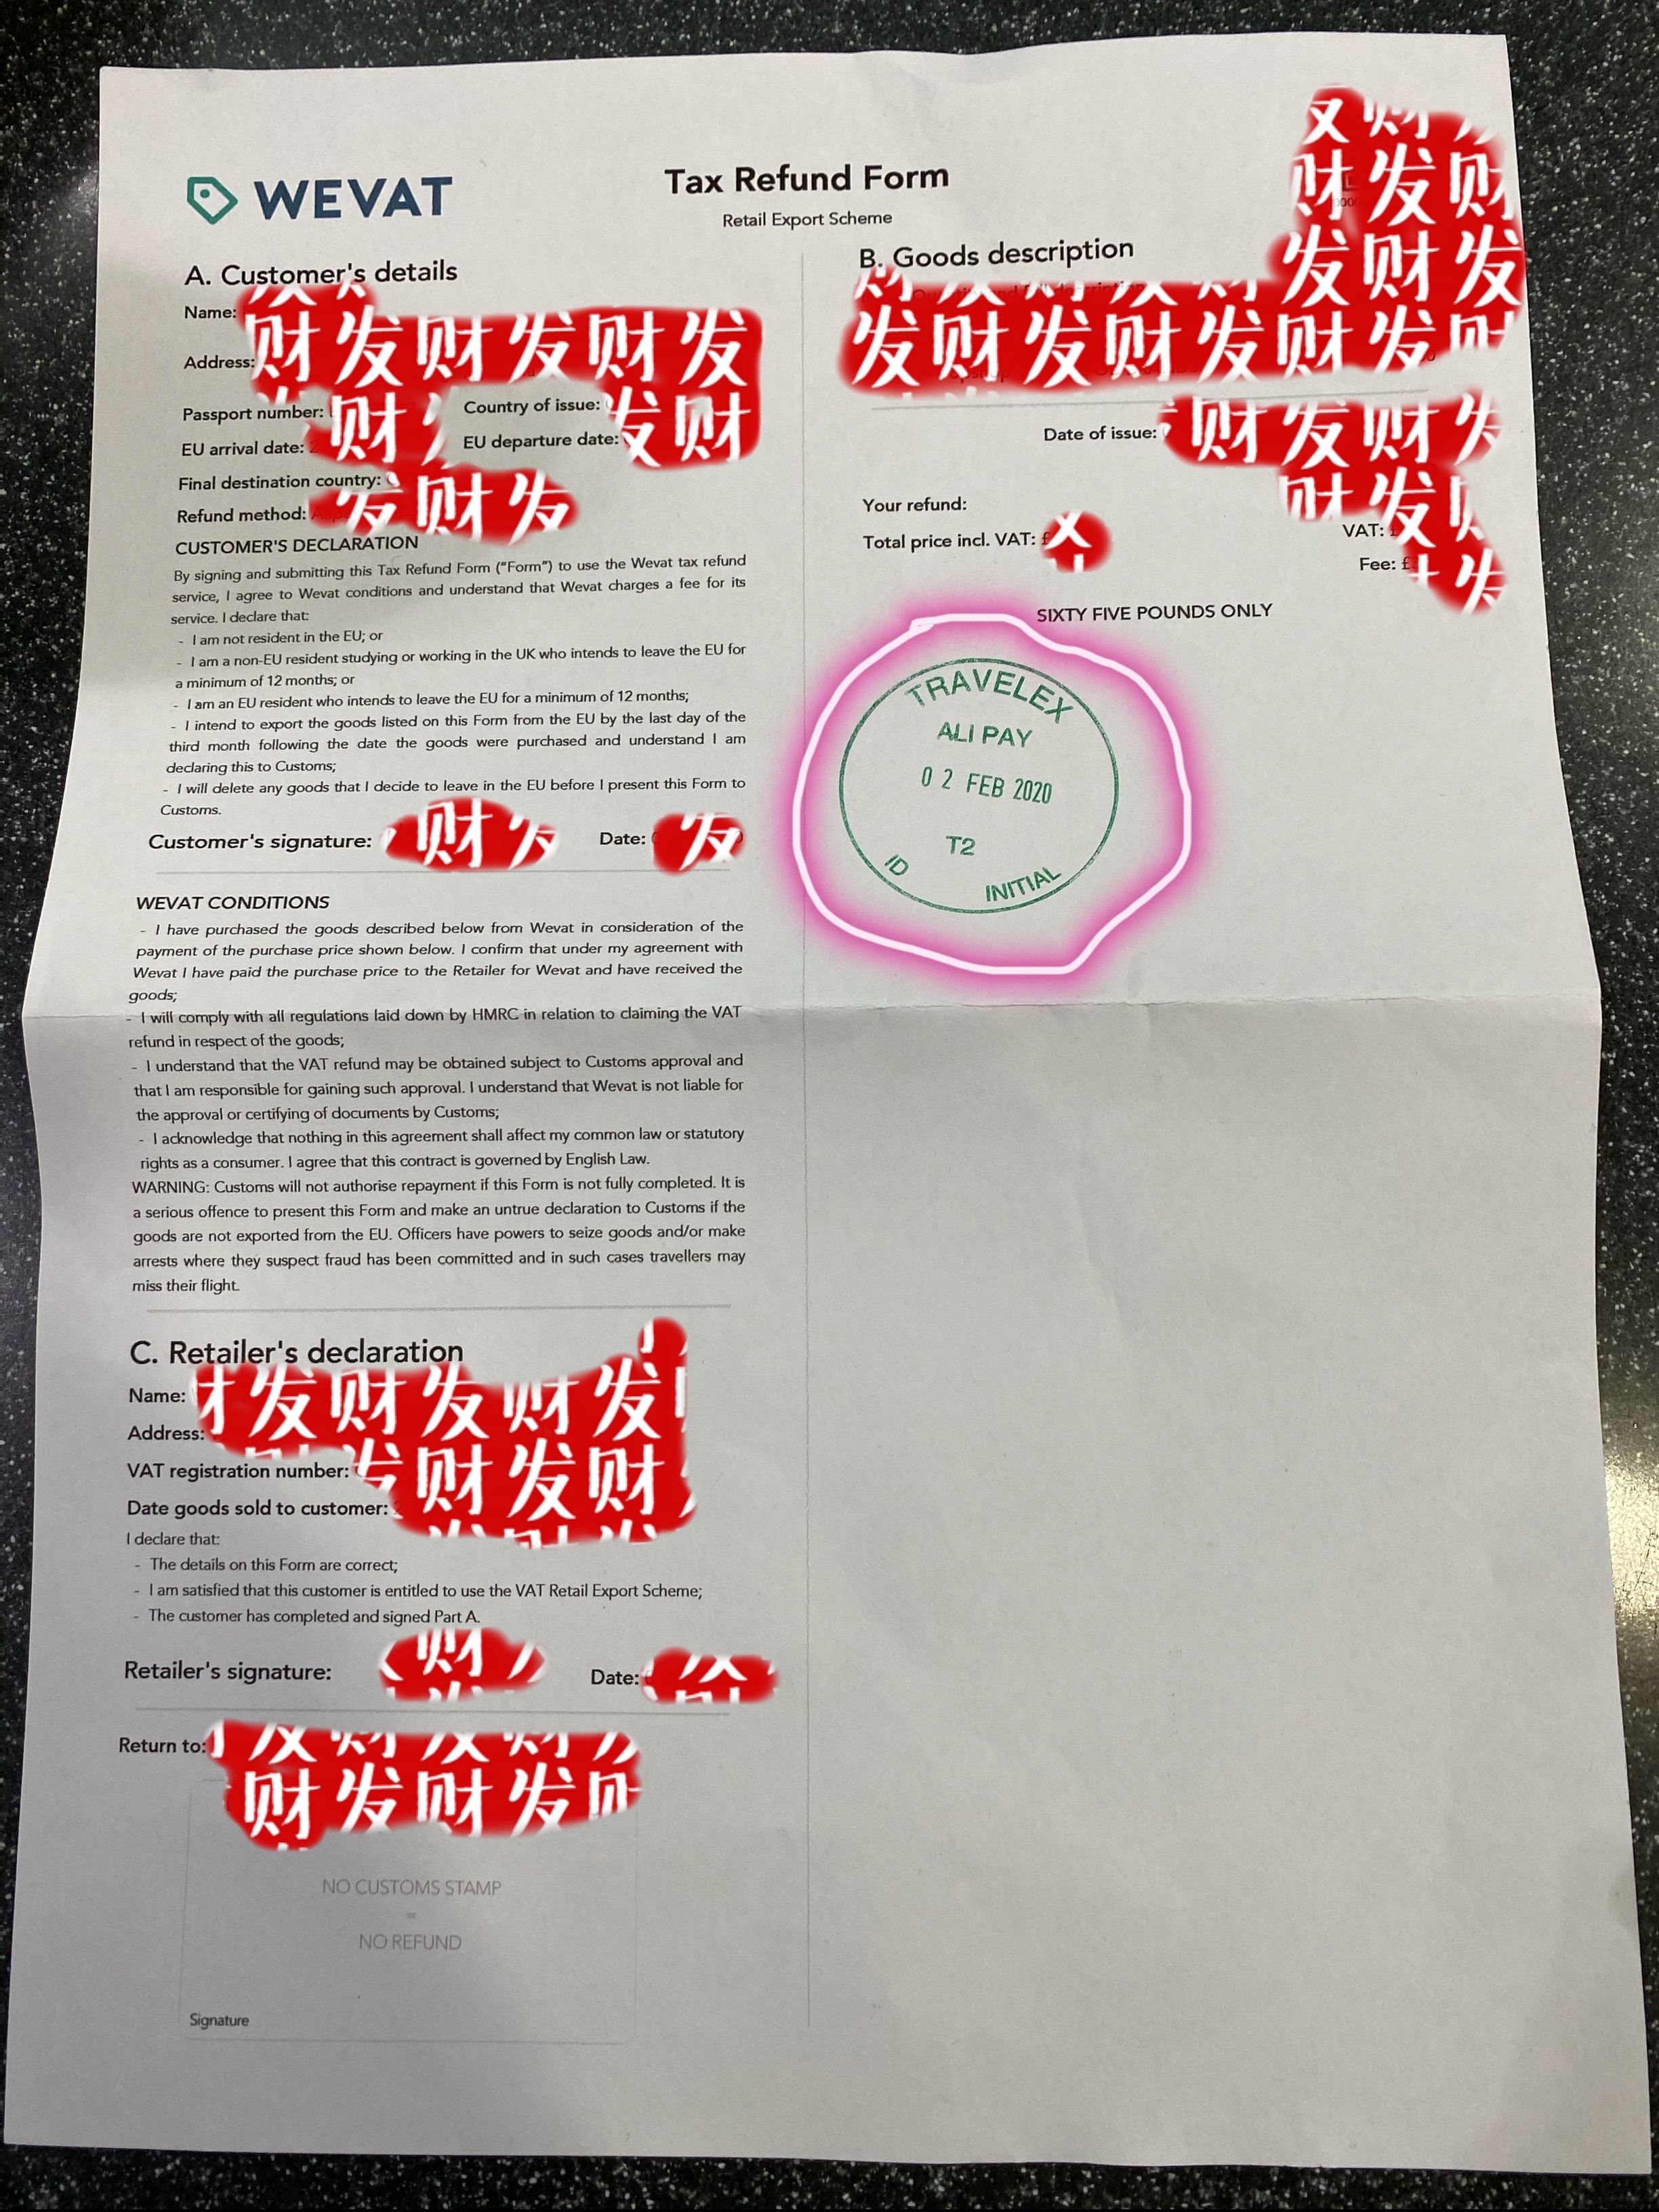 WEVAT
Tax Refund Form
Retail Export Scheme
A. Customer's details
Name:
Address:
Passport number:
Country of issue:
EU arrival date:
EU departure date:
Final destination country:
Refund method:
财发财发财发
财
发财
发财发
CUSTOMER'S DECLARATION
By signing and submitting this Tax Refund Form ("Form") to use the Wevat tax refund
service, I agree to Wevat conditions and understand that Wevat charges a fee for its
service. I declare that:
- I am not resident in the EU; or
- I am a non-EU resident studying or working in the UK who intends to leave the EU for
a minimum of 12 months; or
- I am an EU resident who intends to leave the EU for a minimum of 12 months;
- I intend to export the goods listed on this Form from the EU by the last day of the
third month following the date the goods were purchased and understand I am
declaring this to Customs;
- I will delete any goods that I decide to leave in the EU before I present this Form to
Customs.
Customer's signature: 财
Date: 发
WEVAT CONDITIONS
- I have purchased the goods described below from Wevat in consideration of the
payment of the purchase price shown below. I confirm that under my agreement with
Wevat I have paid the purchase price to the Retailer for Wevat and have received the
goods;
- I will comply with all regulations laid down by HMRC in relation to claiming the VAT
refund in respect of the goods;
- I understand that the VAT refund may be obtained subject to Customs approval and
that I am responsible for gaining such approval. I understand that Wevat is not liable for
the approval or certifying of documents by Customs;
- I acknowledge that nothing in this agreement shall affect my common law or statutory
rights as a consumer. I agree that this contract is governed by English Law.
WARNING: Customs will not authorise repayment if this Form is not fully completed. It is
a serious offence to present this Form and make an untrue declaration to Customs if the
goods are not exported from the EU. Officers have powers to seize goods and/or make
arrests where they suspect fraud has been committed and in such cases travellers may
miss their flight.
C. Retailer's declaration
Name:
Address:
VAT registration number:
Date goods sold to customer:
财发财发财发
发财发财
I declare that:
- The details on this Form are correct;
- I am satisfied that this customer is entitled to use the VAT Retail Export Scheme;
- The customer has completed and signed Part A.
Retailer's signature: 财
Date:
Return to:
财发财发财
NO CUSTOMS STAMP
=
NO REFUND
Signature
B. Goods description
发财
财发财
发财发
发财发财发财发财
Date of issue: 财发财发
财发
Your refund:
Total price incl. VAT: £
VAT: £
Fee: £
SIXTY FIVE POUNDS ONLY
TRAVELEX
ALI PAY
02 FEB 2020
T2
ID
INITIAL